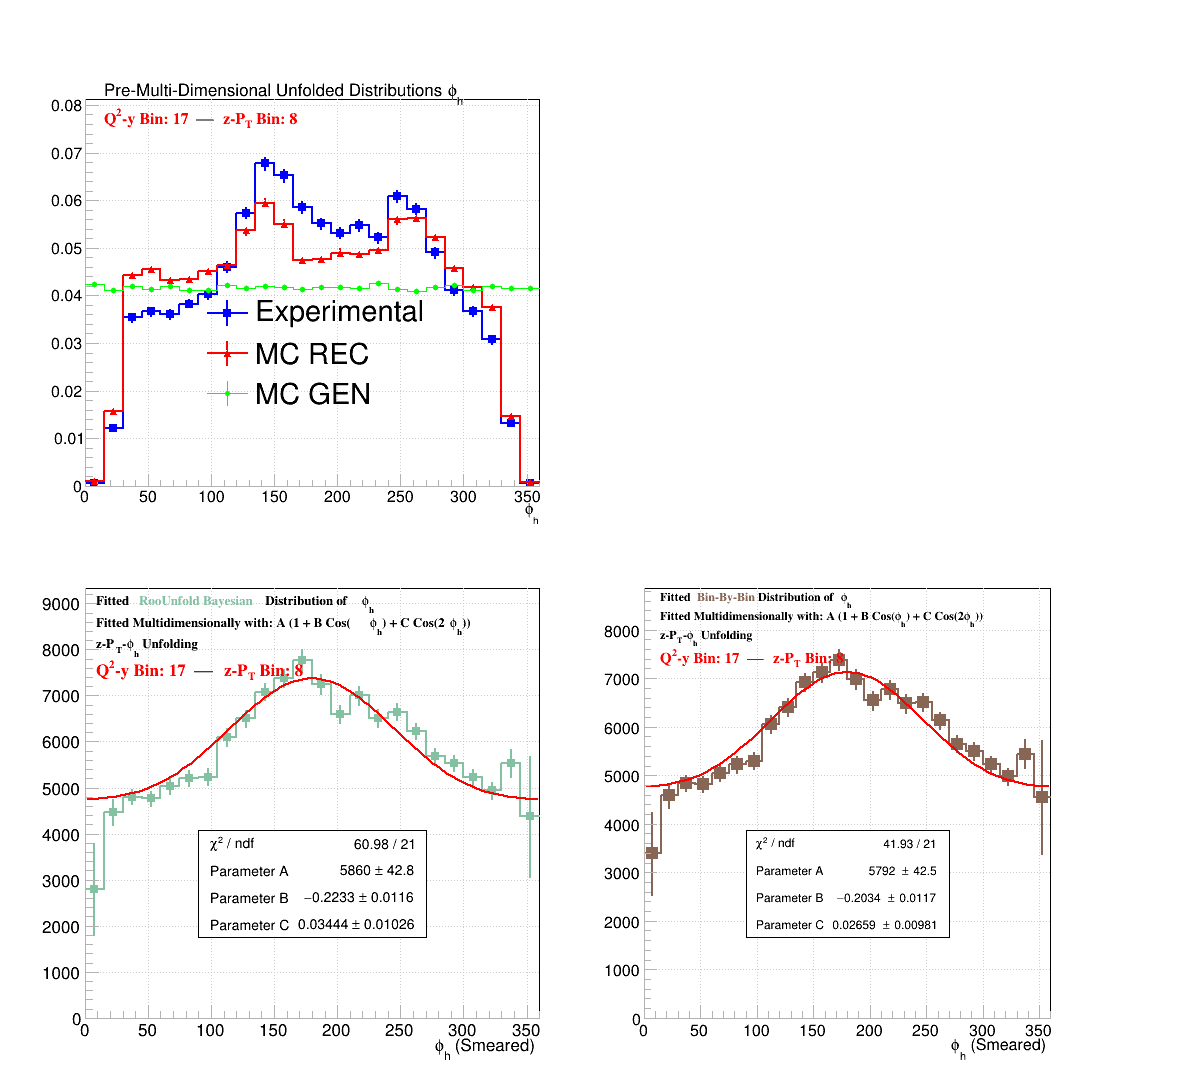 Pre-Multi-Dimensional Unfolded Distributions ϕh
Q2-y Bin: 17 — z-PT Bin: 8
0.08
0.07
0.06
0.05
0.04
0.03
0.02
0.01
0
Experimental
MC REC
MC GEN
0 50 100 150 200 250 300 350
ϕh
Fitted RooUnfold Bayesian Distribution of ϕh
Fitted Multidimensionally with: A (1 + B Cos( ϕh) + C Cos(2 ϕh))
z-PT-ϕh Unfolding
Q2-y Bin: 17 — z-PT Bin: 8
9000
8000
7000
6000
5000
4000
3000
2000
1000
0
χ2 / ndf 60.98 / 21
Parameter A 5860 ± 42.8
Parameter B −0.2233 ± 0.0116
Parameter C 0.03444 ± 0.01026
0 50 100 150 200 250 300 350
ϕh (Smeared)
Fitted Bin-By-Bin Distribution of ϕh
Fitted Multidimensionally with: A (1 + B Cos(ϕh) + C Cos(2ϕh))
z-PT-ϕh Unfolding
Q2-y Bin: 17 — z-PT Bin: 8
8000
7000
6000
5000
4000
3000
2000
1000
0
χ2 / ndf 41.93 / 21
Parameter A 5792 ± 42.5
Parameter B −0.2034 ± 0.0117
Parameter C 0.02659 ± 0.00981
0 50 100 150 200 250 300 350
ϕh (Smeared)